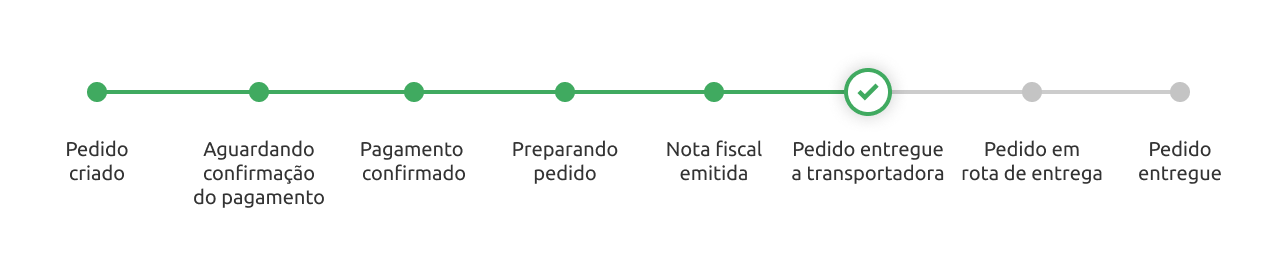 Pedido
criado
Aguardando
confirmação
do pagamento
Pagamento
confirmado
Preparando
pedido
Nota fiscal
emitida
Pedido entregue
a transportadora
Pedido em
rota de entrega
Pedido
entregue